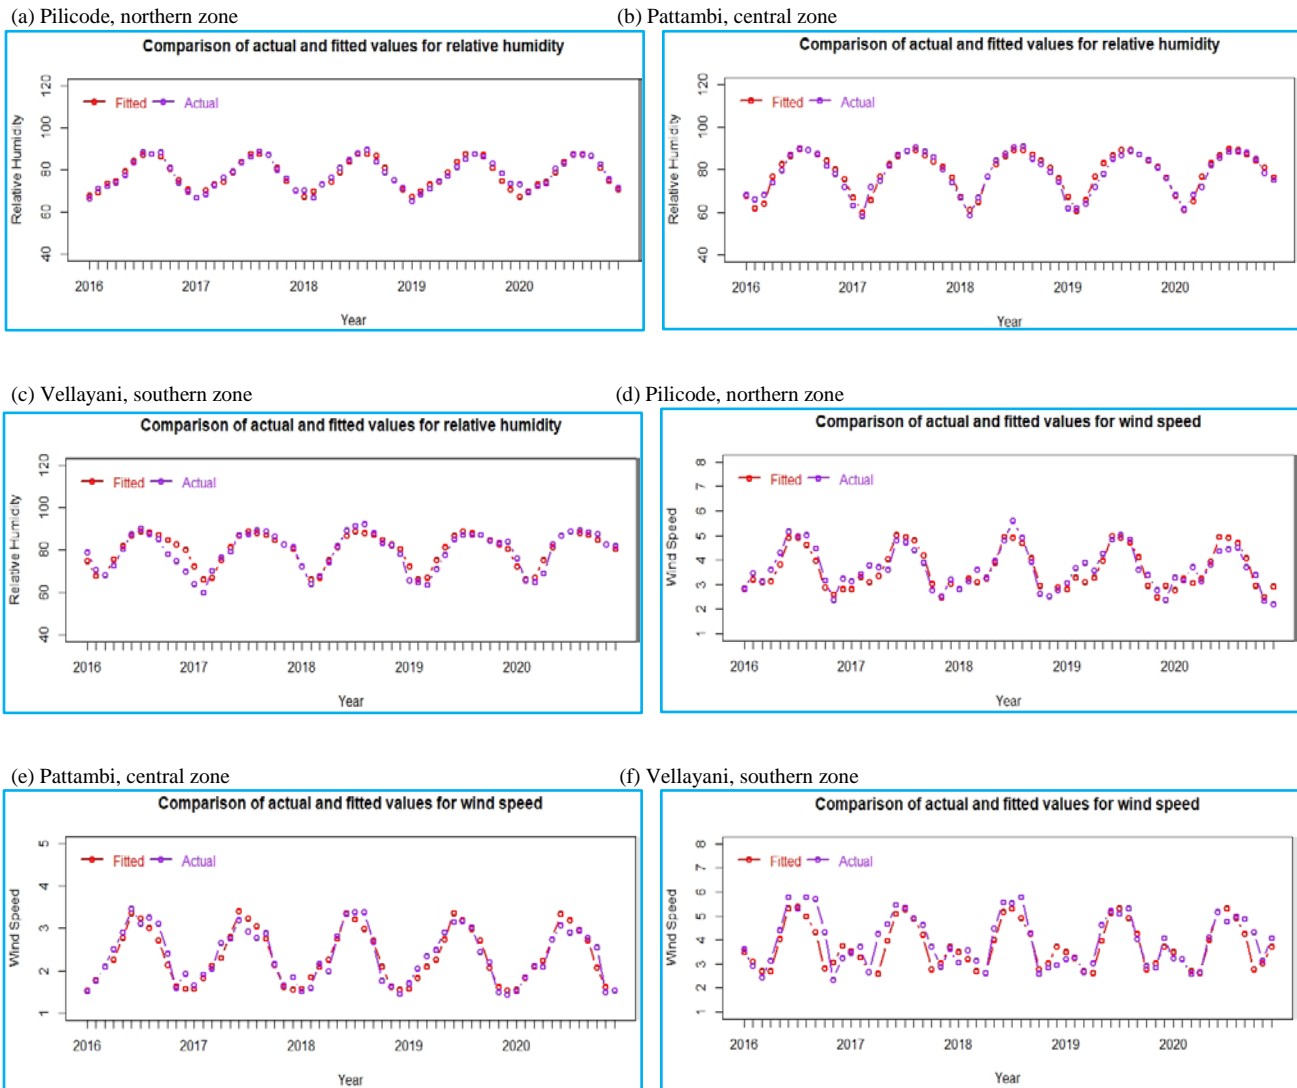 (a) Pilicode, northern zone
Comparison of actual and fitted values for relative humidity
Fitted Actual
Relative Humidity
120
100
80
60
40
2016 2017 2018 2019 2020
Year
(b) Pattambi, central zone
Comparison of actual and fitted values for relative humidity
Fitted Actual
Relative Humidity
120
100
80
60
40
2016 2017 2018 2019 2020
Year
(c) Vellayani, southern zone
Comparison of actual and fitted values for relative humidity
Fitted Actual
Relative Humidity
120
100
80
60
40
2016 2017 2018 2019 2020
Year
(d) Pilicode, northern zone
Comparison of actual and fitted values for wind speed
Fitted Actual
Wind Speed
8
7
6
5
4
3
2
1
2016 2017 2018 2019 2020
Year
(e) Pattambi, central zone
Comparison of actual and fitted values for wind speed
Fitted Actual
Wind Speed
5
4
3
2
1
2016 2017 2018 2019 2020
Year
(f) Vellayani, southern zone
Comparison of actual and fitted values for wind speed
Fitted Actual
Wind Speed
8
7
6
5
4
3
2
1
2016 2017 2018 2019 2020
Year